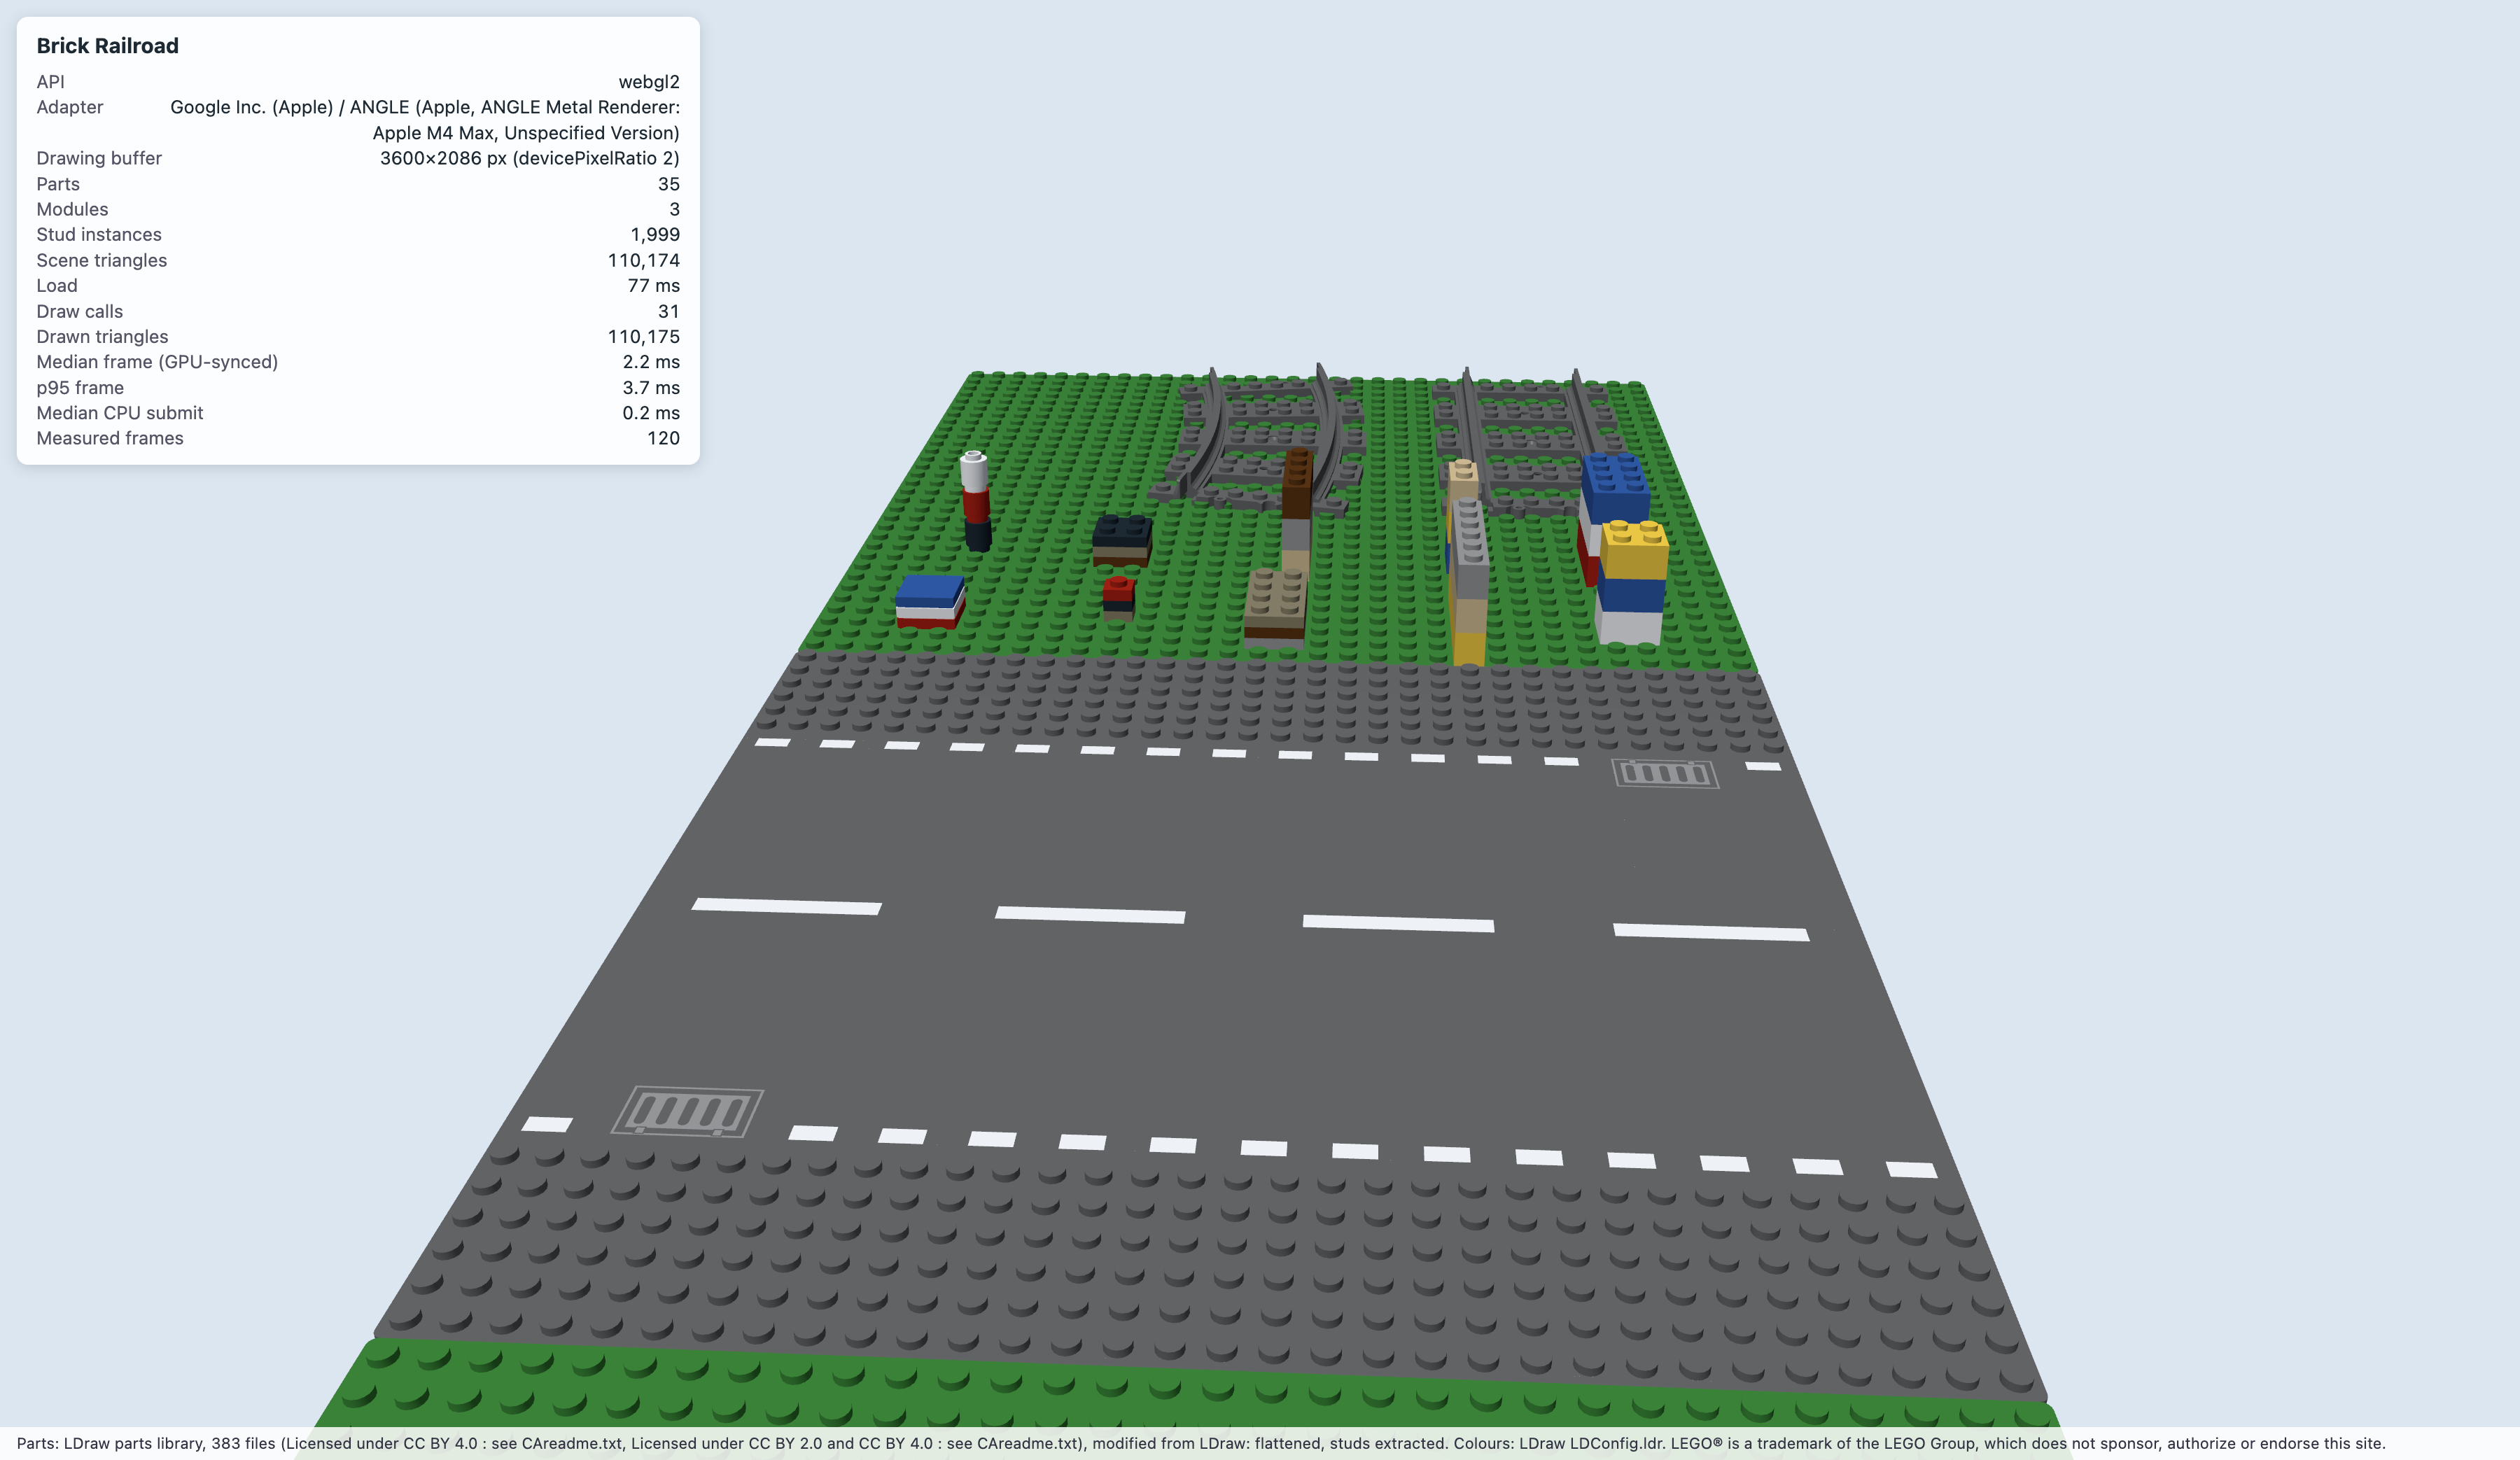 Brick Railroad
API webgl2
Adapter Google Inc. (Apple) / ANGLE (Apple, ANGLE Metal Renderer:
Apple M4 Max, Unspecified Version)
Drawing buffer 3600×2086 px (devicePixelRatio 2)
Parts 35
Modules 3
Stud instances 1,999
Scene triangles 110,174
Load 77 ms
Draw calls 31
Drawn triangles 110,175
Median frame (GPU-synced) 2.2 ms
p95 frame 3.7 ms
Median CPU submit 0.2 ms
Measured frames 120
Parts: LDraw parts library, 383 files (Licensed under CC BY 4.0 : see CAreadme.txt, Licensed under CC BY 2.0 and CC BY 4.0 : see CAreadme.txt), modified from LDraw: flattened, studs extracted. Colours: LDraw LDConfig.ldr. LEGO® is a trademark of the LEGO Group, which does not sponsor, authorize or endorse this site.